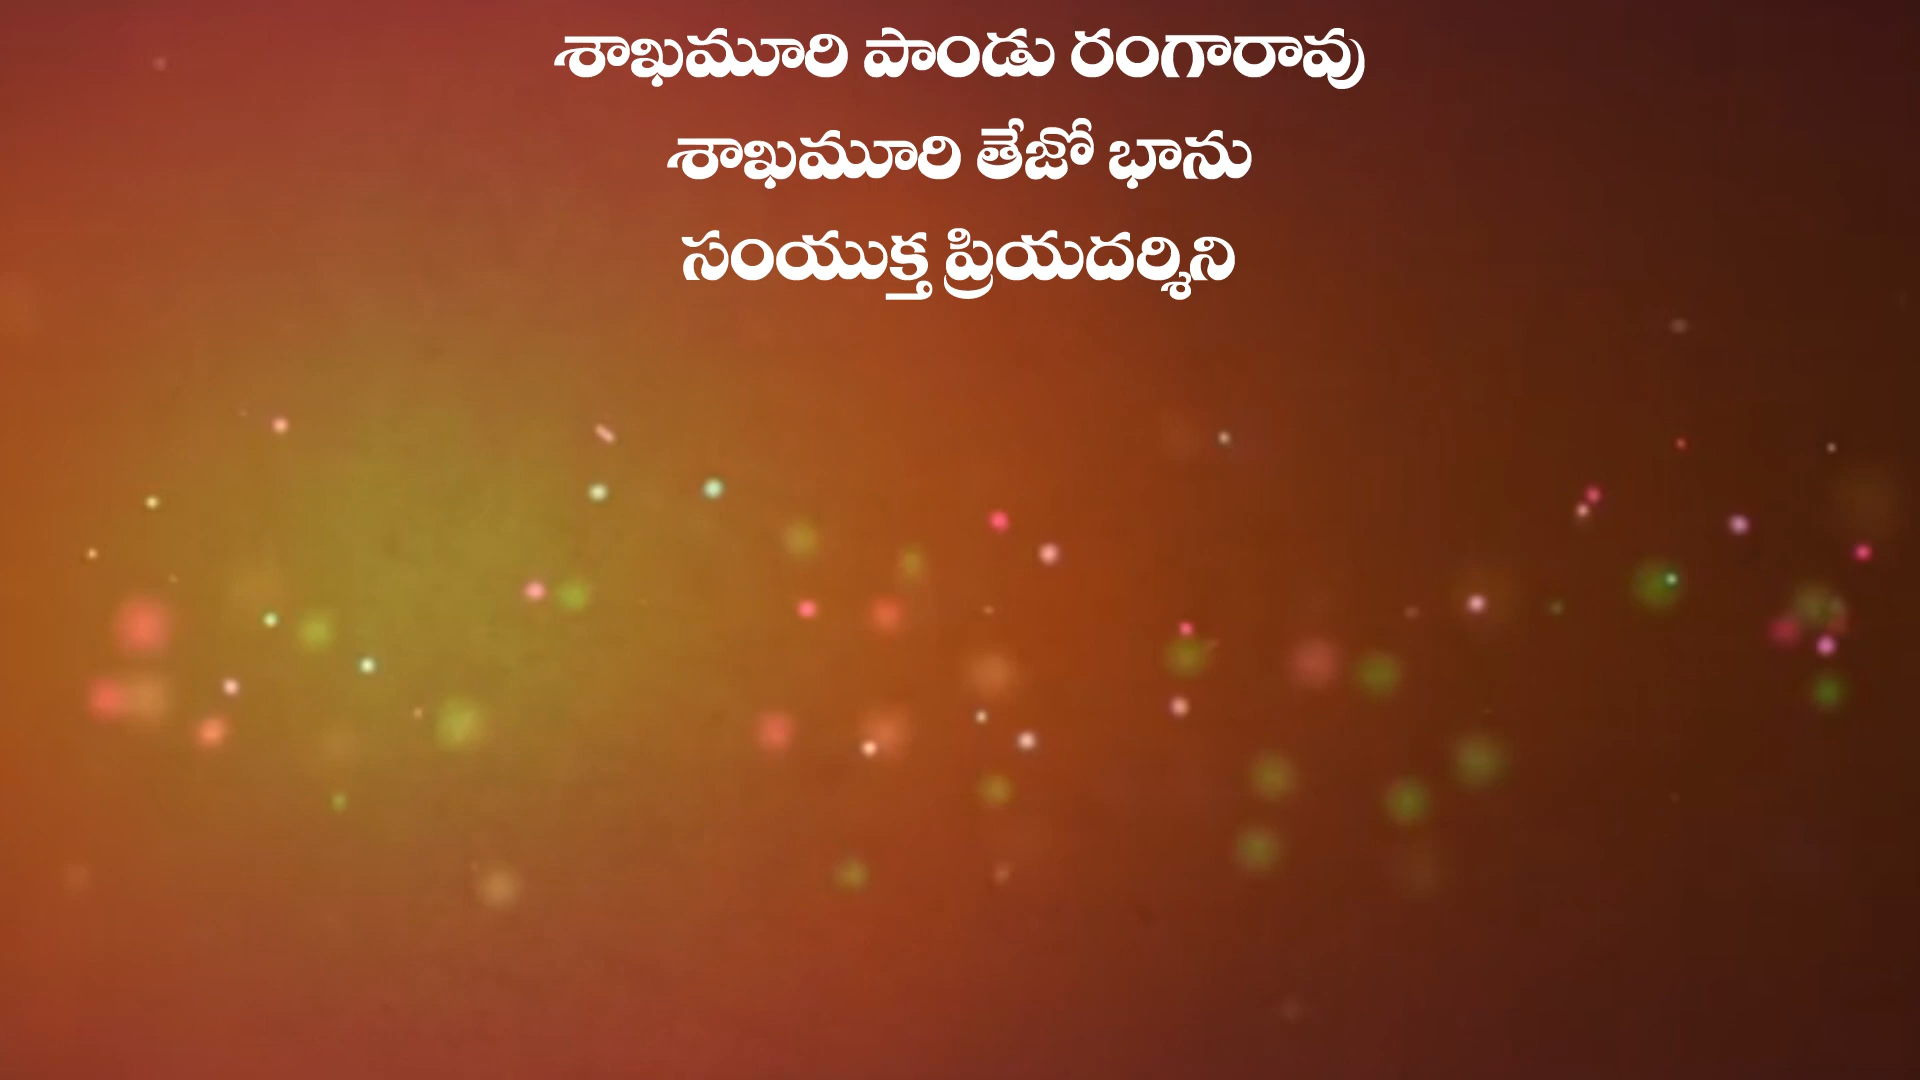 శాఖమూరి పాండు రంగారావు
శాఖమూరి తేజో భాను
సంయుక్త ప్రియదర్శిని